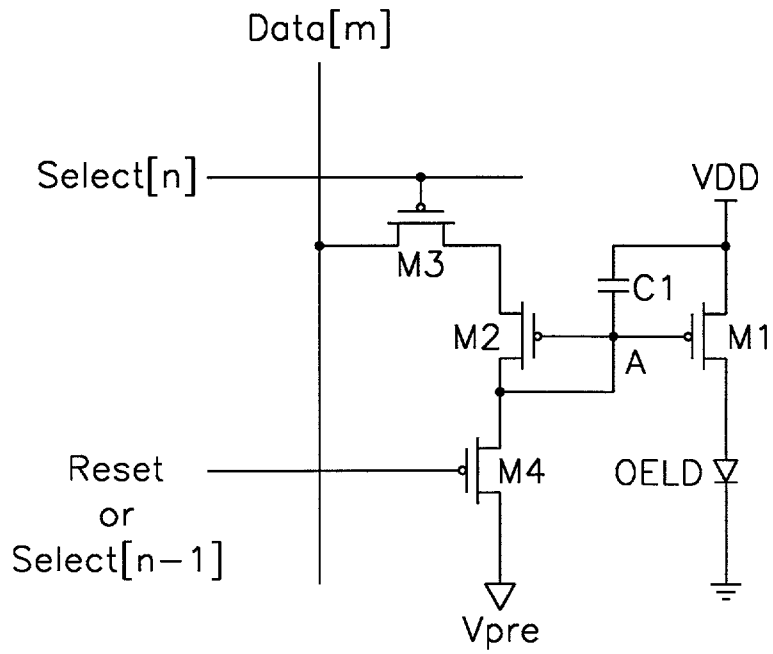 Data[m]
Select[n]
VDD
M3
C1
M2
M1
A
Reset
or
Select[n-1]
M4
OELD
Vpre